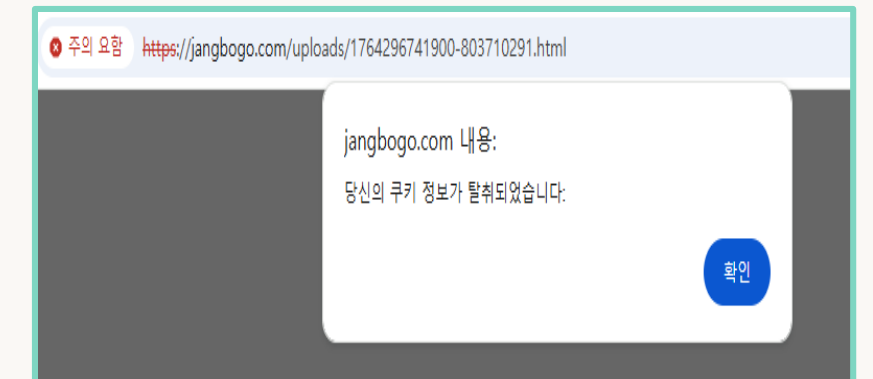 주의 요함 https://jangbogo.com/uploads/1764296741900-803710291.html
jangbogo.com 내용:
당신의 쿠키 정보가 탈취되었습니다:
확인